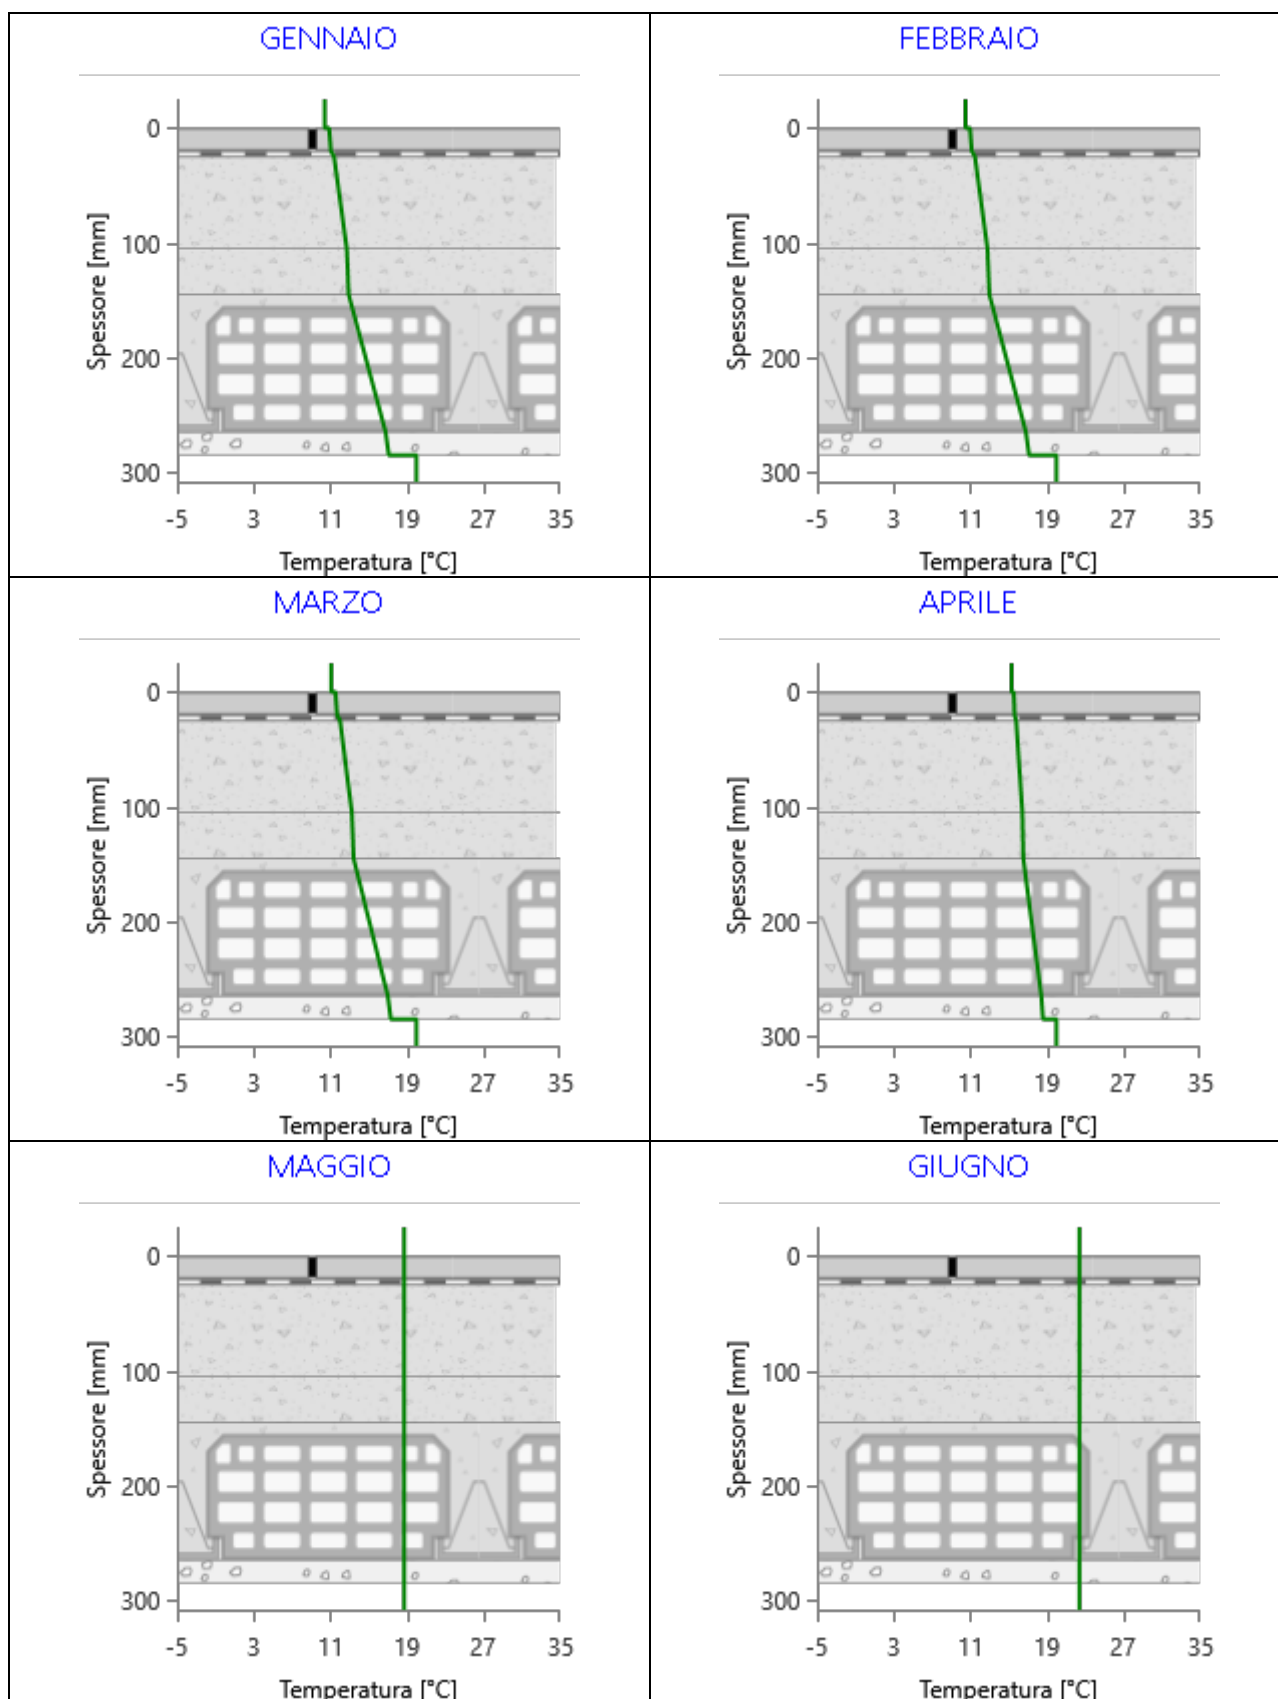 GENNAIO
FEBBRAIO
0
100
200
300
Spessore [mm]
-5 3 11 19 27 35
Temperatura [°C]
0
100
200
300
Spessore [mm]
-5 3 11 19 27 35
Temperatura [°C]
MARZO
APRILE
0
100
200
300
Spessore [mm]
-5 3 11 19 27 35
Temperatura [°C]
0
100
200
300
Spessore [mm]
-5 3 11 19 27 35
Temperatura [°C]
MAGGIO
GIUGNO
0
100
200
300
Spessore [mm]
-5 3 11 19 27 35
Temperatura [°C]
0
100
200
300
Spessore [mm]
-5 3 11 19 27 35
Temperatura [°C]